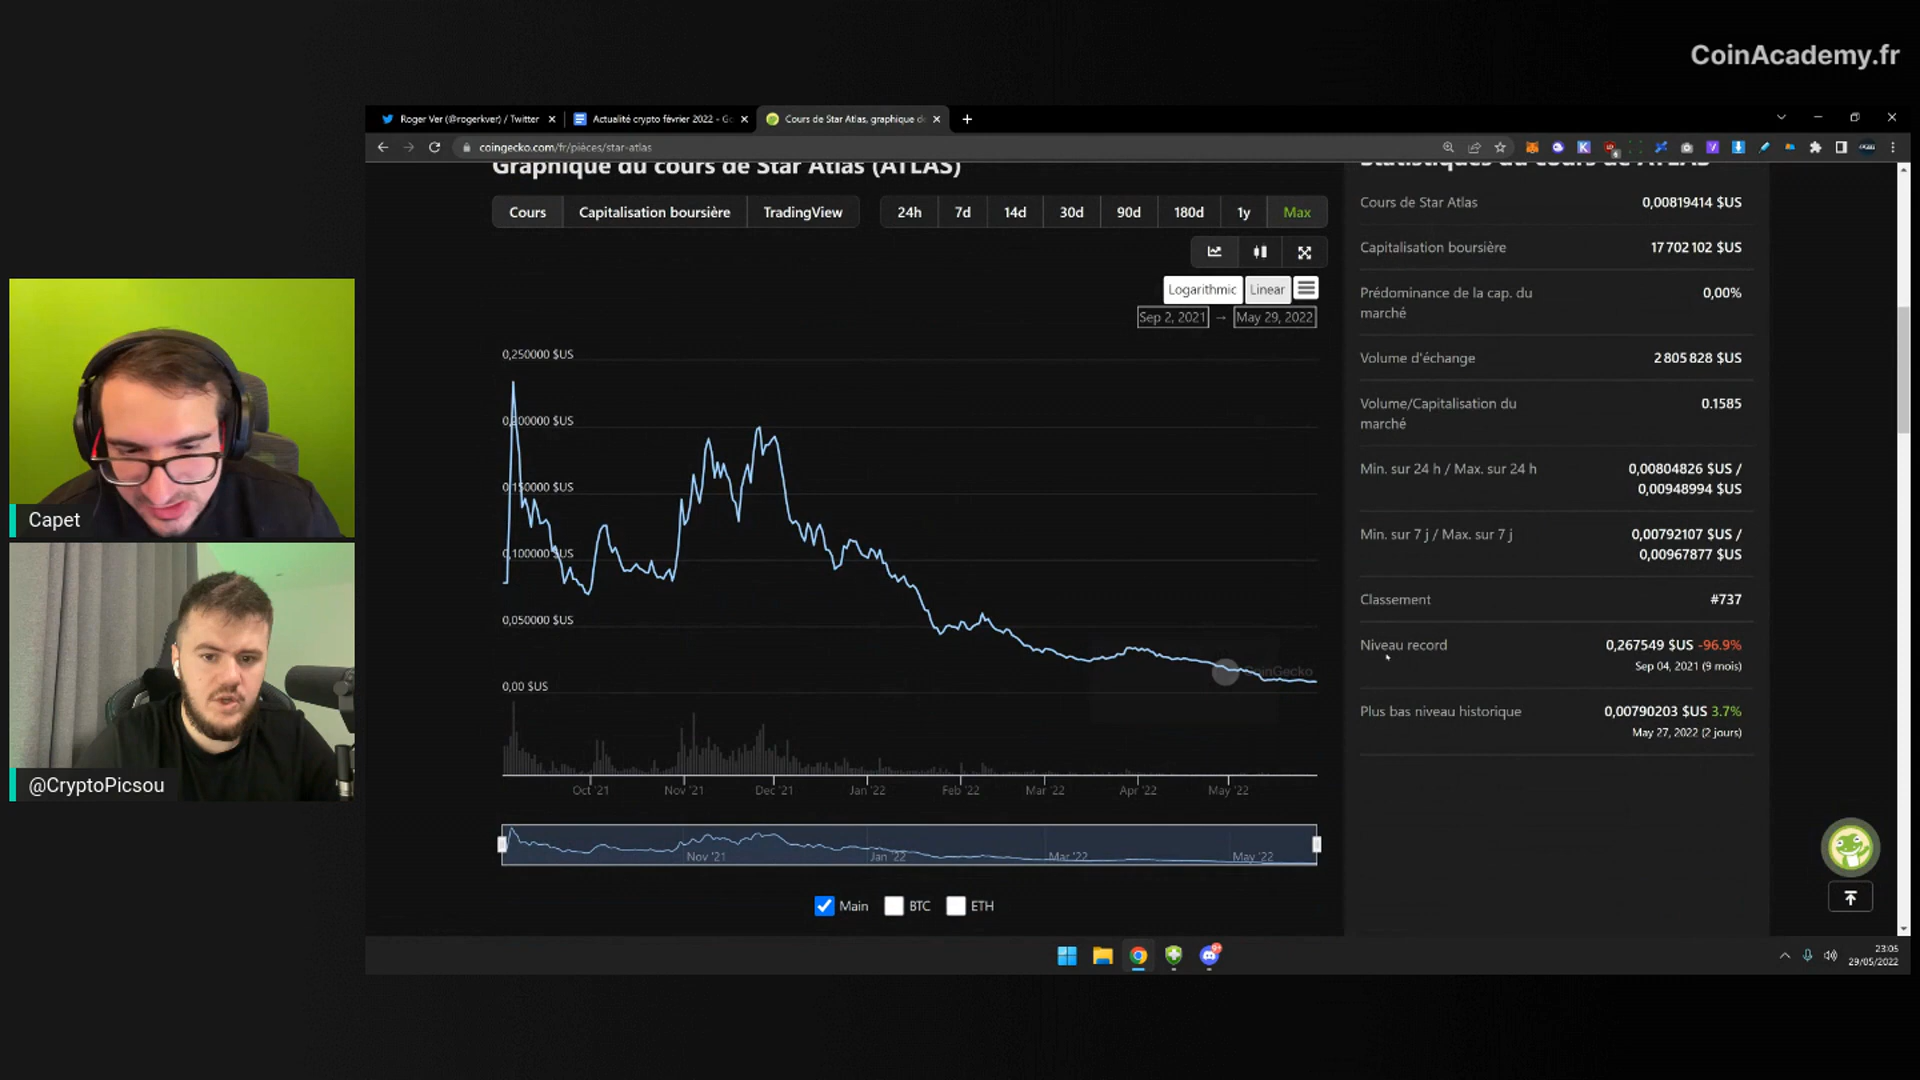 CoinAcademy.fr
Roger Ver (@rogerkver) / Twitter
Actualité crypto février 2022 - Go
Cours de Star Atlas, graphique de
coingecko.com/fr/pièces/star-atlas
Graphique du cours de Star Atlas (ATLAS)
Cours
Capitalisation boursière
TradingView
24h
7d
14d
30d
90d
180d
1y
Max
Logarithmic
Linear
Sep 2, 2021 → May 29, 2022
0,250000 $US
0,200000 $US
0,150000 $US
0,100000 $US
0,050000 $US
0,00 $US
CoinGecko
Oct '21
Nov '21
Dec '21
Jan '22
Feb '22
Mar '22
Apr '22
May '22
Nov '21
Jan '22
Mar '22
May '22
Main
BTC
ETH
Statistiques du cours de ATLAS
Cours de Star Atlas
0,00819414 $US
Capitalisation boursière
17 702 102 $US
Prédominance de la cap. du
marché
0,00%
Volume d'échange
2 805 828 $US
Volume/Capitalisation du
marché
0.1585
Min. sur 24 h / Max. sur 24 h
0,00804826 $US /
0,00948994 $US
Min. sur 7 j / Max. sur 7 j
0,00792107 $US /
0,00967877 $US
Classement
#737
Niveau record
0,267549 $US -96.9%
Sep 04, 2021 (9 mois)
Plus bas niveau historique
0,00790203 $US 3.7%
May 27, 2022 (2 jours)
Capet
@CryptoPicsou
23:05
29/05/2022